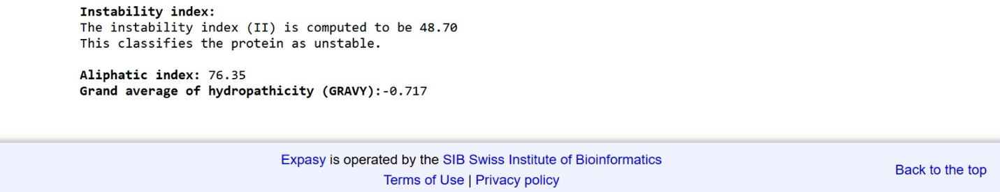 Instability index:
The instability index (II) is computed to be 48.70
This classifies the protein as unstable.
Aliphatic index: 76.35
Grand average of hydropathicity (GRAVY):-0.717
Expasy is operated by the SIB Swiss Institute of Bioinformatics
Terms of Use | Privacy policy
Back to the top